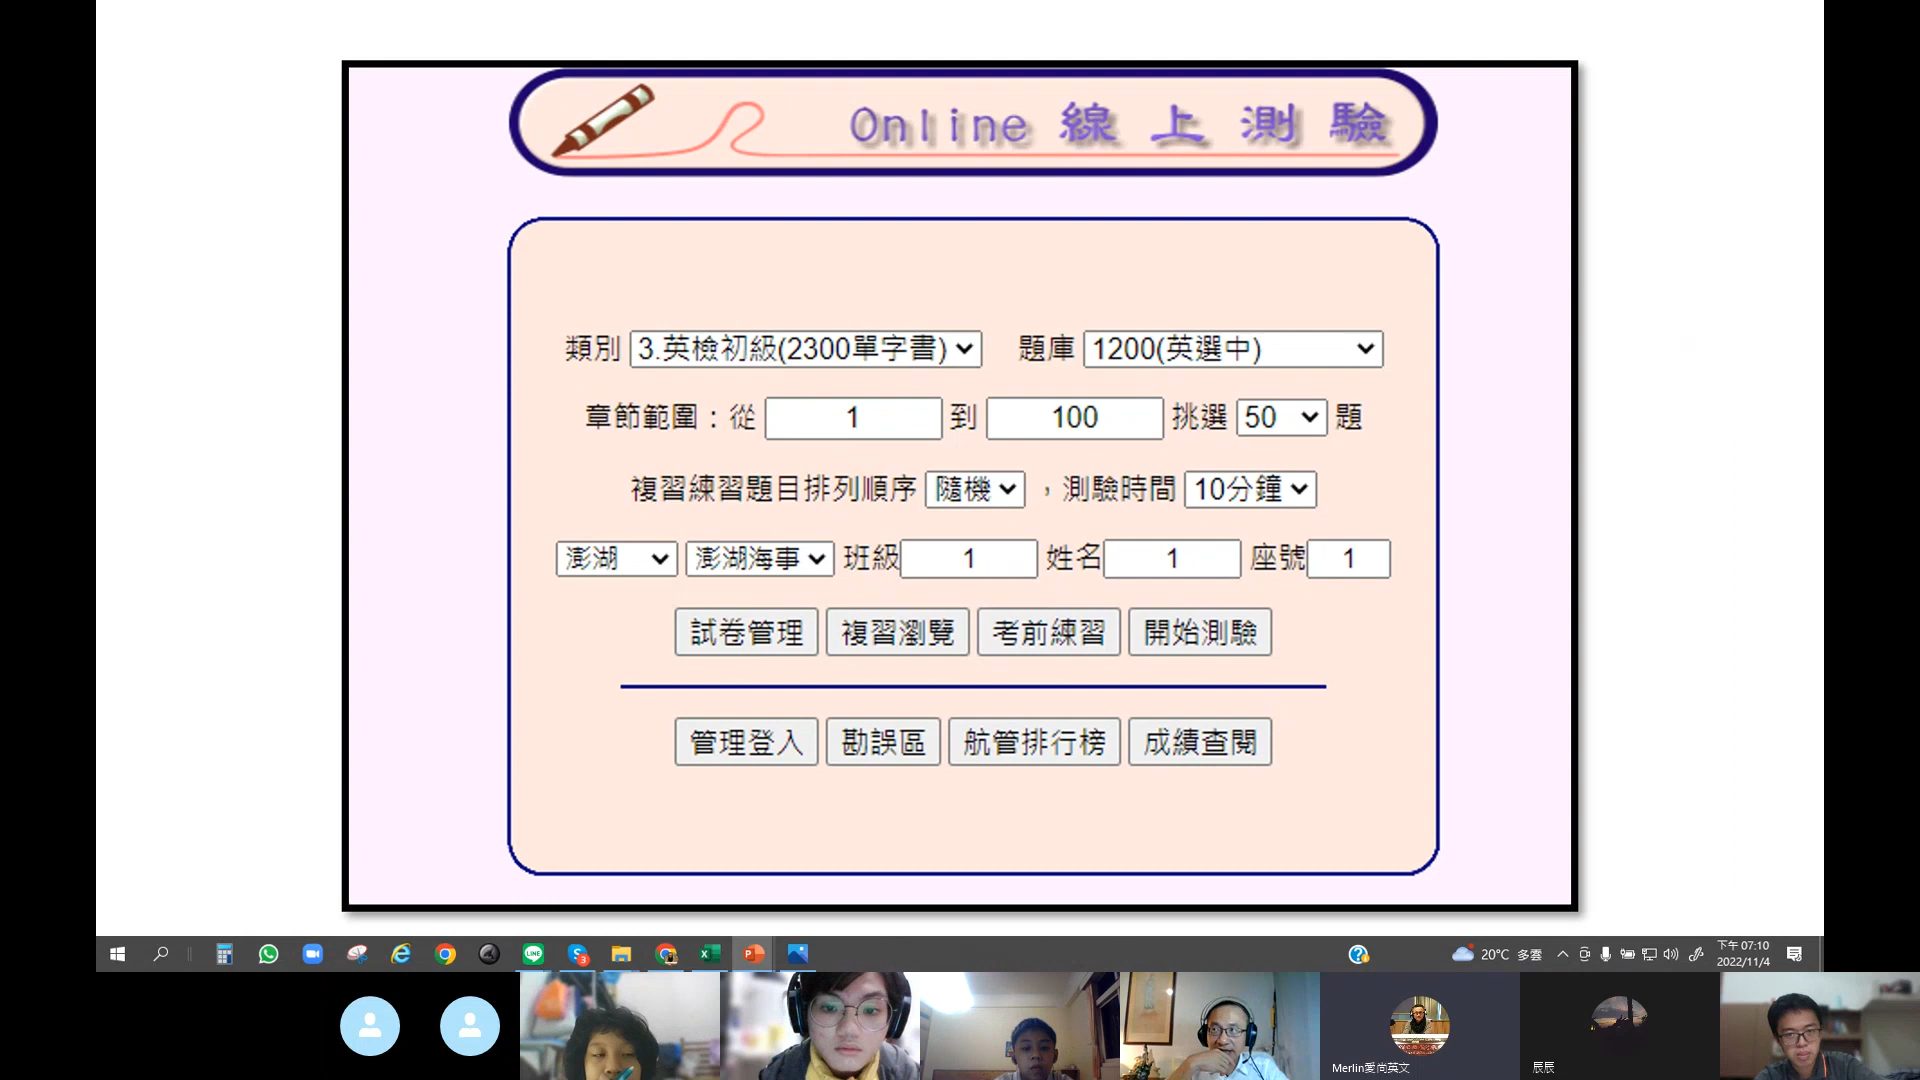 Online 線 上 測 驗
類別 3.英檢初級(2300單字書) 題庫 1200(英選中)
章節範圍：從 1 到 100 挑選 50 題
複習練習題目排列順序 隨機 ，測驗時間 10分鐘
澎湖 澎湖海事 班級 1 姓名 1 座號 1
試卷管理 複習瀏覽 考前練習 開始測驗
管理登入 勘誤區 航管排行榜 成績查閱
20°C 多雲
下午 07:10
2022/11/4
LINE
3
Merlin愛尚英文
辰辰